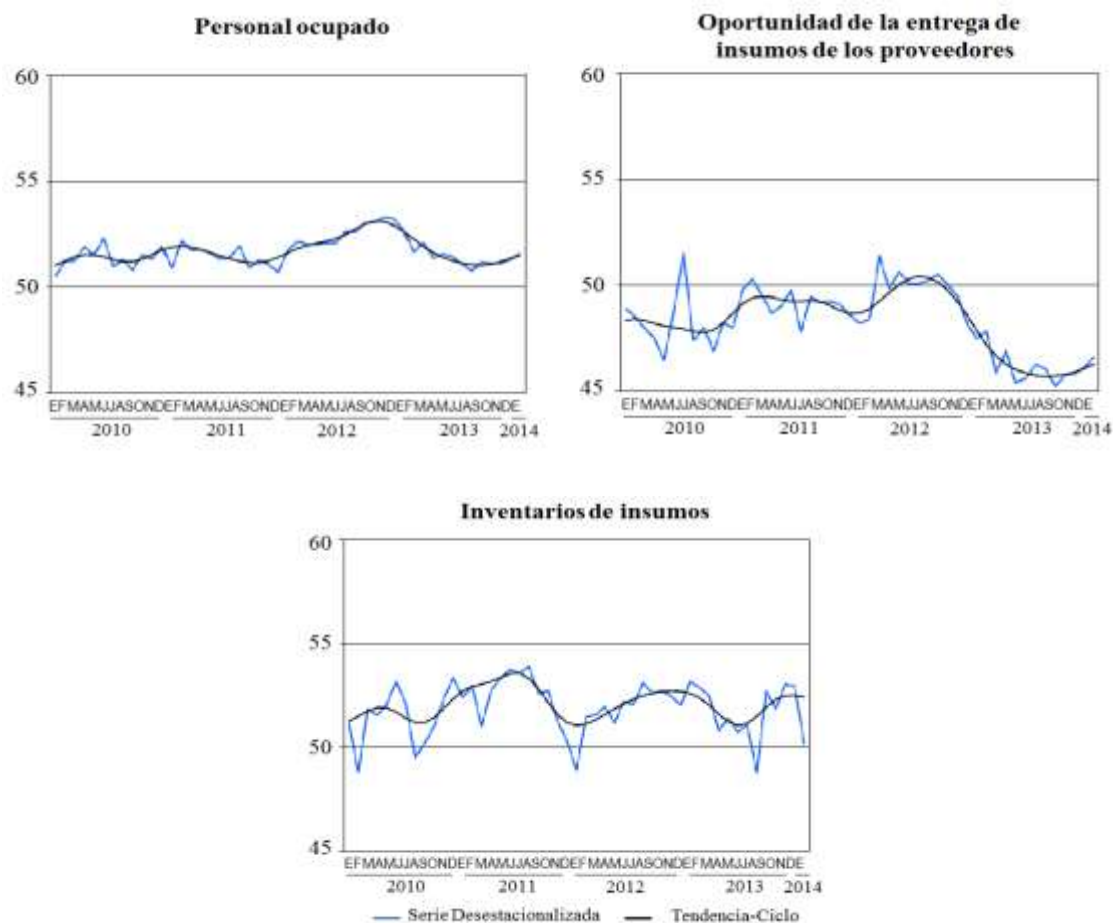 Personal ocupado
60
55
50
45
EFMAMJJASONDEFMAMJJASONDEFMAMJJASONDEFMAMJJASONDE
2010 2011 2012 2013 2014
Oportunidad de la entrega de
insumos de los proveedores
60
55
50
45
EFMAMJJASONDEFMAMJJASONDEFMAMJJASONDEFMAMJJASONDE
2010 2011 2012 2013 2014
Inventarios de insumos
60
55
50
45
EFMAMJJASONDEFMAMJJASONDEFMAMJJASONDEFMAMJJASONDE
2010 2011 2012 2013 2014
Serie Desestacionalizada Tendencia-Ciclo